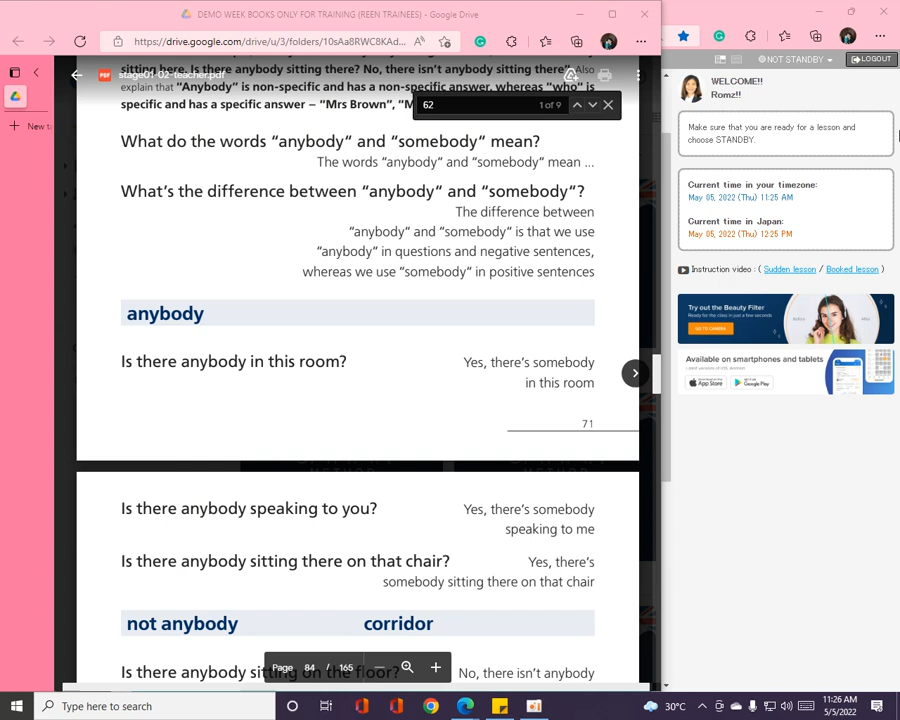 DEMO WEEK BOOKS ONLY FOR TRAINING (REEN TRAINEES) - Google Drive
https://drive.google.com/drive/u/3/folders/10sAa8RWC8KAd...
New t
stage01-02-teacher.pdf
here. Is there anybody sitting there? No, there isn't anybody sitting there". Also
explain that "Anybody" is non-specific and has a non-specific answer, whereas "who" is
specific and has a specific answer – "Mrs Brown", "M
62
1 of 9
What do the words "anybody" and "somebody" mean?
The words "anybody" and "somebody" mean ...
What's the difference between "anybody" and "somebody"?
The difference between
"anybody" and "somebody" is that we use
"anybody" in questions and negative sentences,
whereas we use "somebody" in positive sentences
anybody
Is there anybody in this room?
Yes, there's somebody
in this room
71
Is there anybody speaking to you?
Yes, there's somebody
speaking to me
Is there anybody sitting there on that chair?
Yes, there's
somebody sitting there on that chair
not anybody
corridor
Is there anybody sitting on the floor?
No, there isn't anybody
Page 84 / 165
NOT STANDBY
LOGOUT
WELCOME!!
Romz!!
Make sure that you are ready for a lesson and
choose STANDBY.
Current time in your timezone:
May 05, 2022 (Thu) 11:25 AM
Current time in Japan:
May 05, 2022 (Thu) 12:25 PM
Instruction video : ( Sudden lesson / Booked lesson )
Try out the Beauty Filter
Ready for the class in just a few seconds
GO TO CAMERA
Available on smartphones and tablets
App Store
Google Play
Type here to search
30°C
11:26 AM
5/5/2022